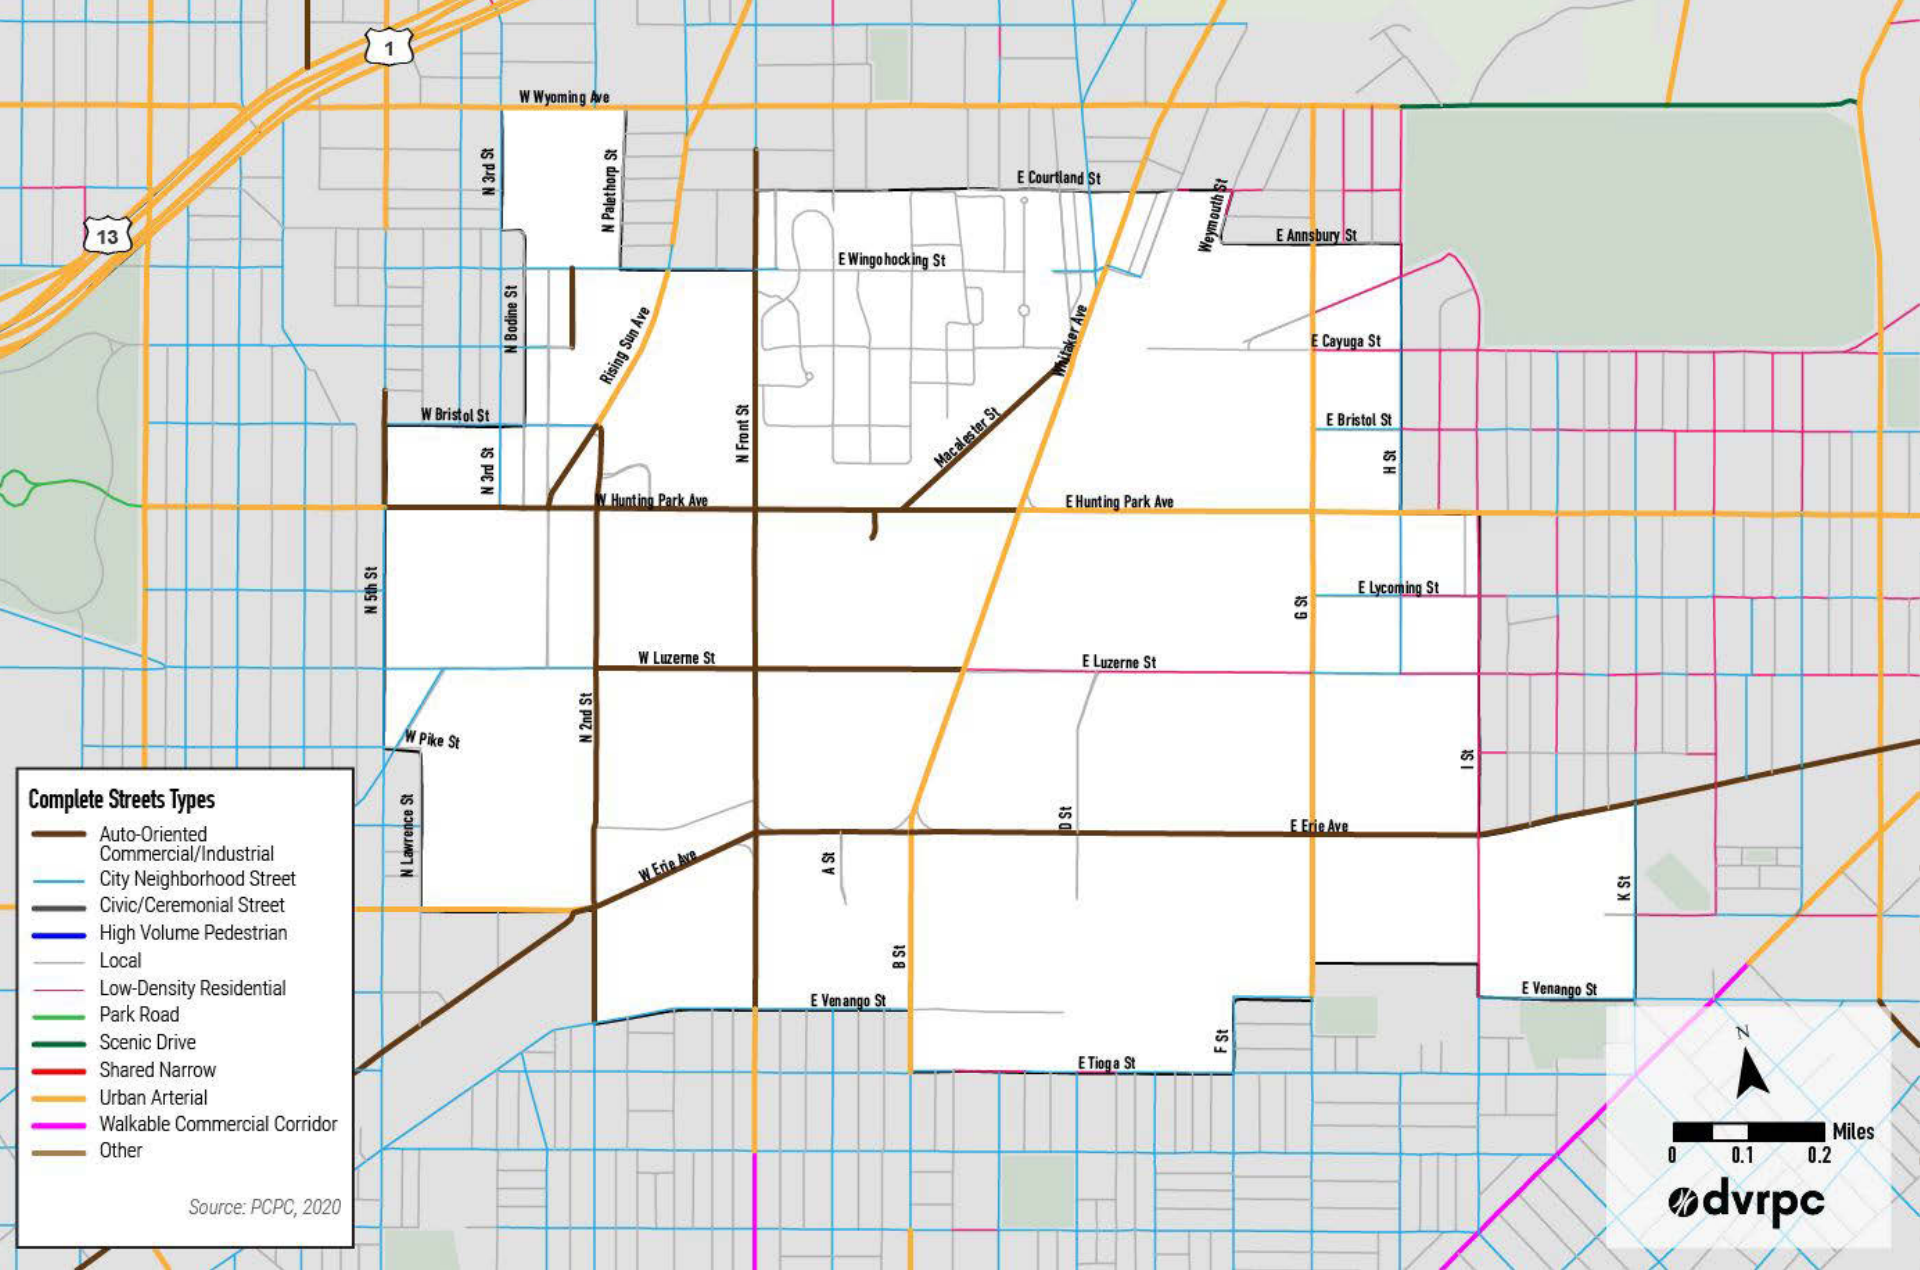 1
W Wyoming Ave
N 3rd St
N Palethorp St
E Courtland St
Weymouth St
13
E Annsbury St
E Wingohocking St
N Bodine St
Rising Sun Ave
Whitaker Ave
E Cayuga St
W Bristol St
N Front St
Macalester St
E Bristol St
N 3rd St
H St
W Hunting Park Ave
E Hunting Park Ave
N 5th St
G St
E Lycoming St
W Luzerne St
E Luzerne St
N 2nd St
W Pike St
I St
N Lawrence St
D St
E Erie Ave
W Erie Ave
A St
K St
B St
E Venango St
E Venango St
F St
E Tioga St
Complete Streets Types
Auto-Oriented
Commercial/Industrial
City Neighborhood Street
Civic/Ceremonial Street
High Volume Pedestrian
Local
Low-Density Residential
Park Road
Scenic Drive
Shared Narrow
Urban Arterial
Walkable Commercial Corridor
Other
Source: PCPC, 2020
N
Miles
0 0.1 0.2
dvrpc